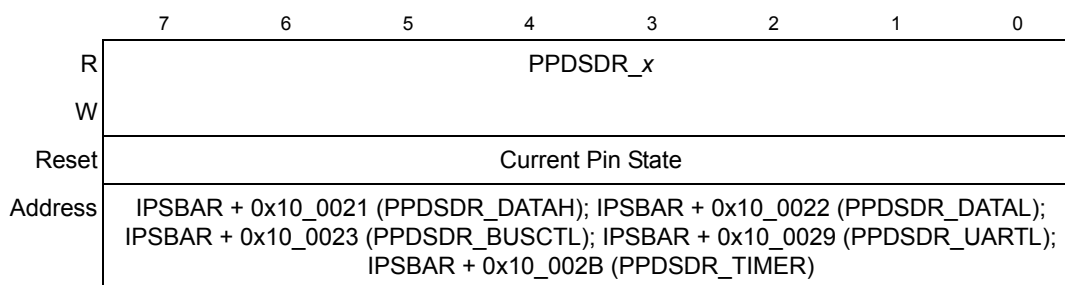 7 6 5 4 3 2 1 0
R PPDSDR_x
W
Reset Current Pin State
Address IPSBAR + 0x10_0021 (PPDSDR_DATAH); IPSBAR + 0x10_0022 (PPDSDR_DATAL);
IPSBAR + 0x10_0023 (PPDSDR_BUSCTL); IPSBAR + 0x10_0029 (PPDSDR_UARTL);
IPSBAR + 0x10_002B (PPDSDR_TIMER)